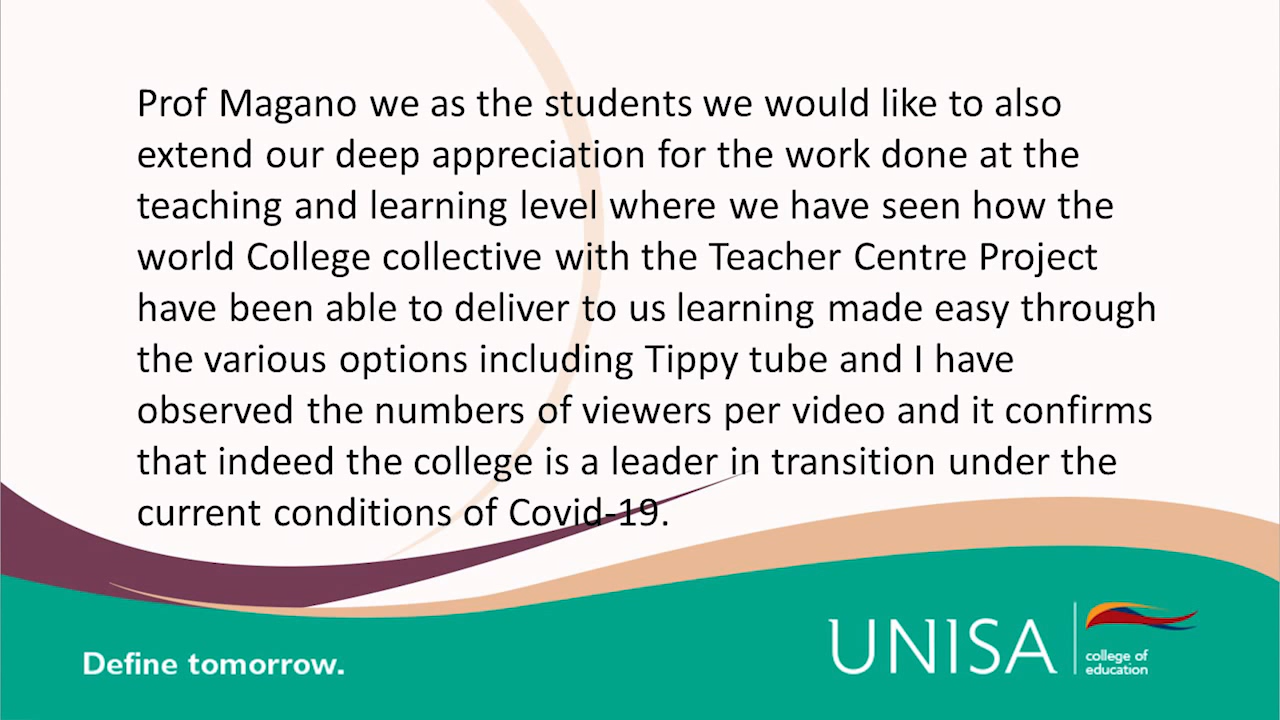 Prof Magano we as the students we would like to also
extend our deep appreciation for the work done at the
teaching and learning level where we have seen how the
world College collective with the Teacher Centre Project
have been able to deliver to us learning made easy through
the various options including Tippy tube and I have
observed the numbers of viewers per video and it confirms
that indeed the college is a leader in transition under the
current conditions of Covid-19.
Define tomorrow.
UNISA
college of
education